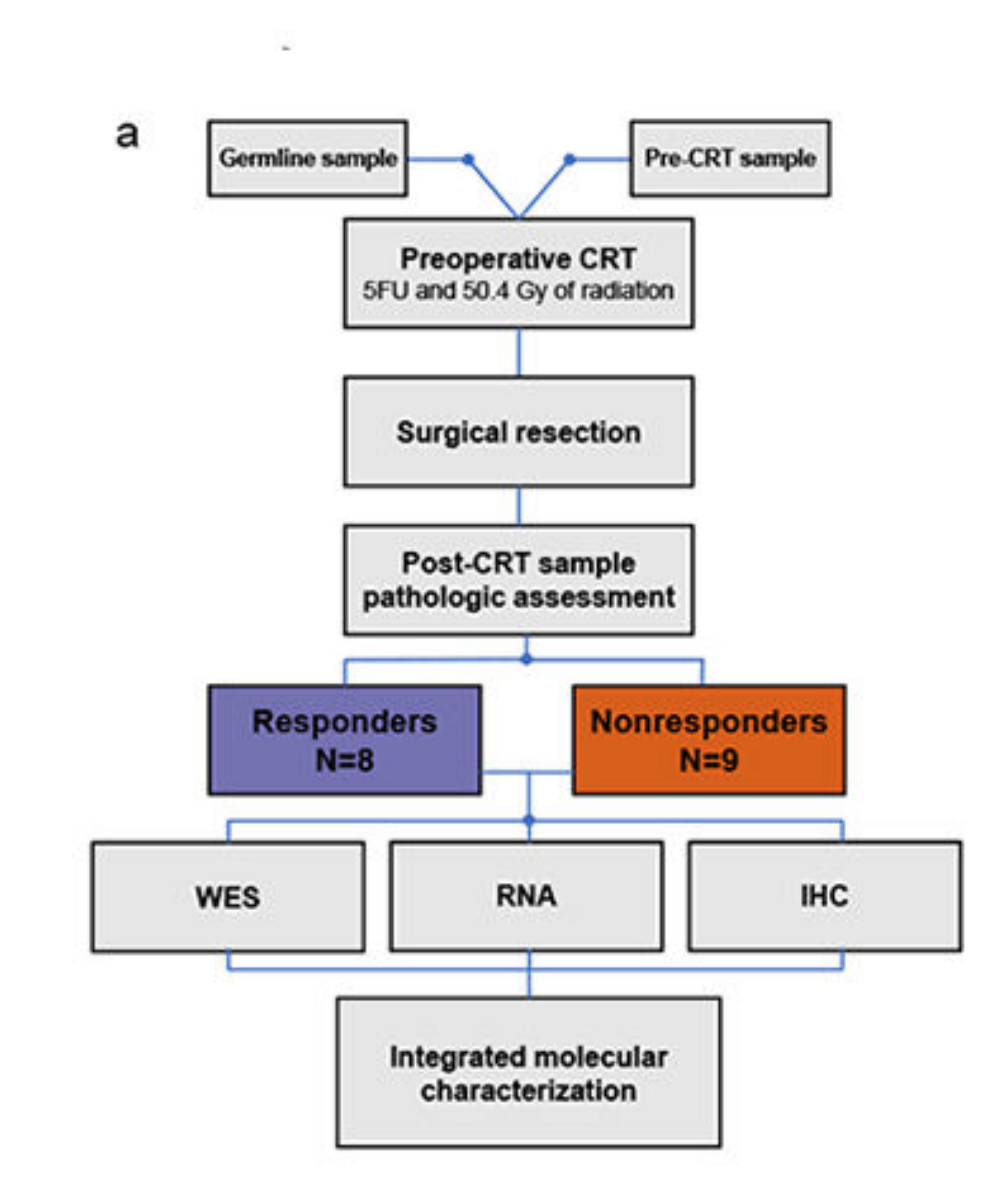 a
Germline sample
Pre-CRT sample
Preoperative CRT
5FU and 50.4 Gy of radiation
Surgical resection
Post-CRT sample
pathologic assessment
Responders
N=8
Nonresponders
N=9
WES
RNA
IHC
Integrated molecular
characterization